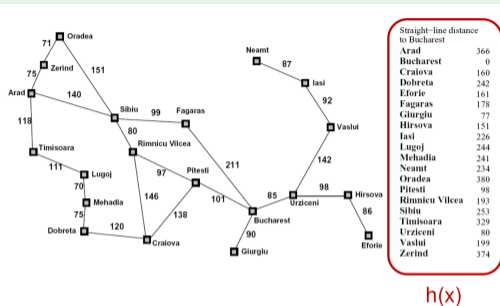 Oradea
71
Neamt
87
Zerind
75
151
Iasi
Arad
140
92
Sibiu
99
Fagaras
118
80
Vaslui
Rimnicu Vilcea
Timisoara
142
111
Lugoj
97
Pitesti
211
70
98
Hirsova
146
101
85
Urziceni
Mehadia
75
138
86
120
Bucharest
Dobreta
90
Craiova
Eforie
Giurgiu
Straight-line distance
to Bucharest
Arad 366
Bucharest 0
Craiova 160
Dobreta 242
Eforie 161
Fagaras 178
Giurgiu 77
Hirsova 151
Iasi 226
Lugoj 244
Mehadia 241
Neamt 234
Oradea 380
Pitesti 98
Rimnicu Vilcea 193
Sibiu 253
Timisoara 329
Urziceni 80
Vaslui 199
Zerind 374
h(x)